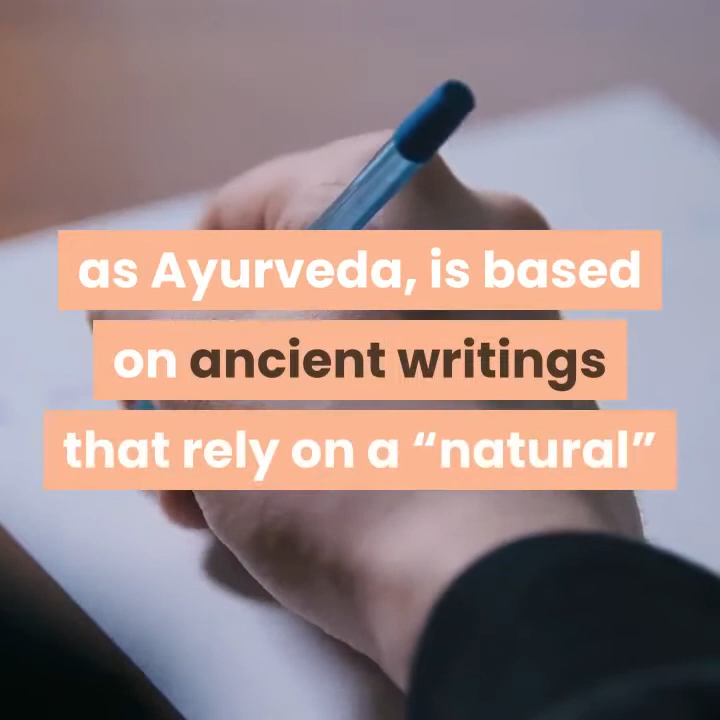 as Ayurveda, is based
on ancient writings
that rely on a “natural”